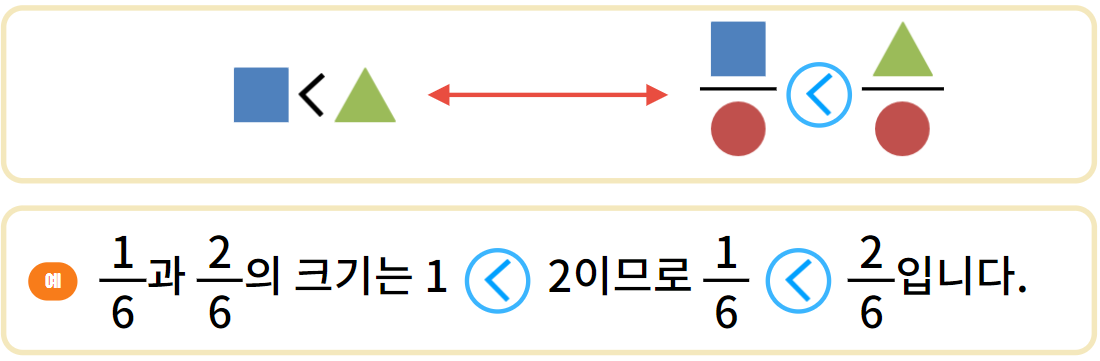 < <
예 1/6과 2/6의 크기는 1 < 2이므로 1/6 < 2/6입니다.